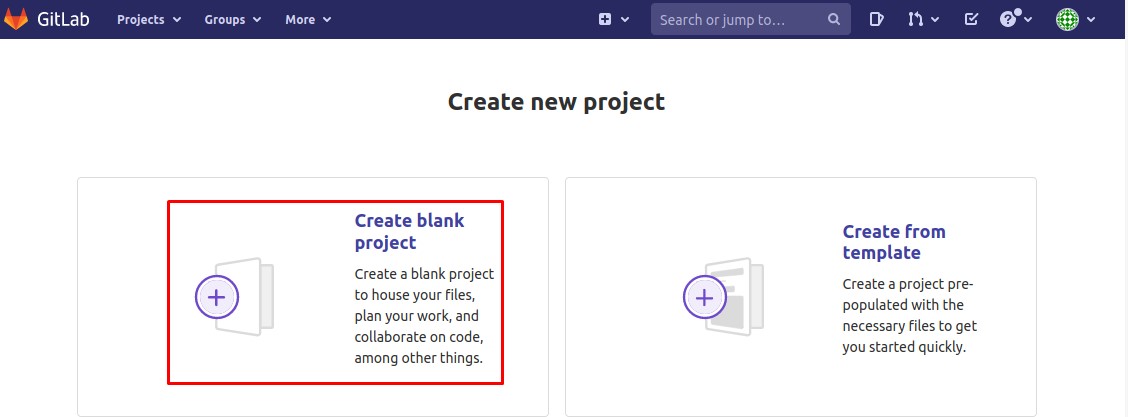 GitLab Projects Groups More Search or jump to...
Create new project
Create blank
project
Create a blank project
to house your files,
plan your work, and
collaborate on code,
among other things.
Create from
template
Create a project pre-
populated with the
necessary files to get
you started quickly.